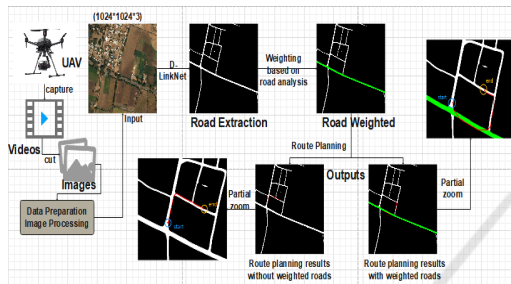 (1024*1024*3)
UAV
D-
LinkNet
Weighting
based on
road analysis
capture
Input
Road Extraction
Road Weighted
end
start
Videos
cut
Images
Route Planning
Outputs
Data Preparation
Image Processing
end
start
Partial
zoom
Partial
zoom
Route planning results
without weighted roads
Route planning results
with weighted roads